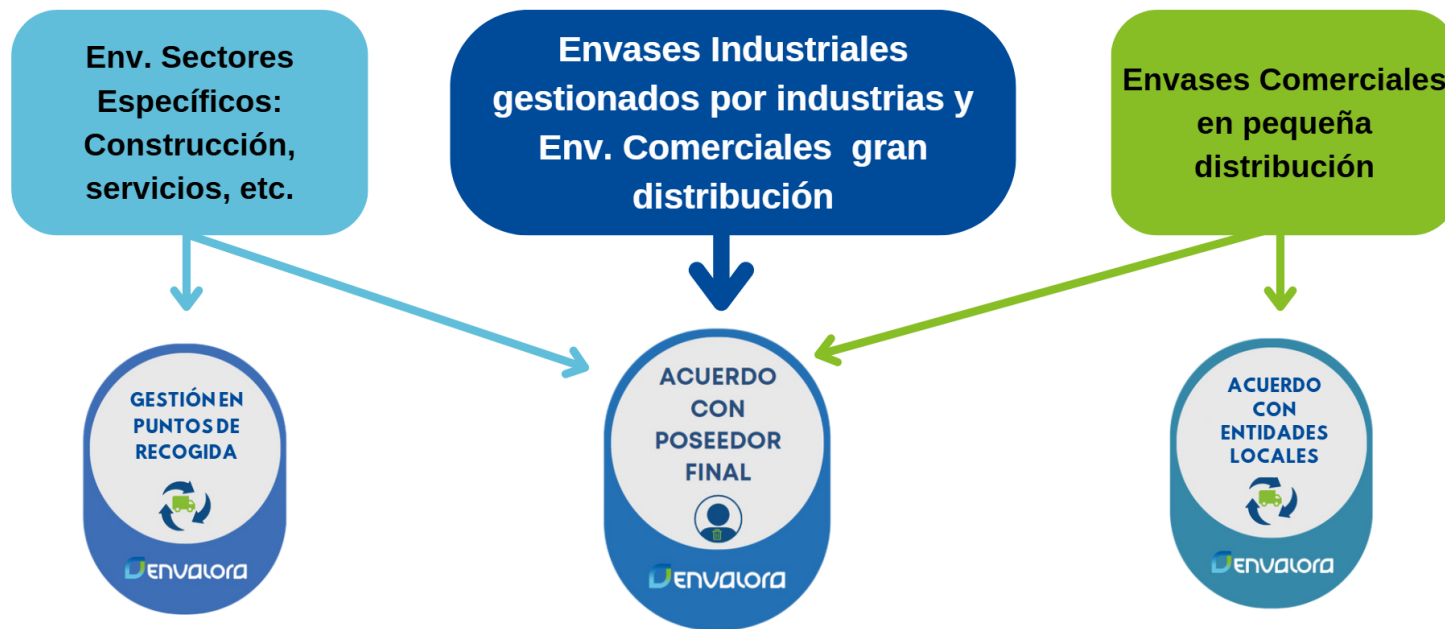 Env. Sectores
Específicos:
Construcción,
servicios, etc.
Envases Industriales
gestionados por industrias y
Env. Comerciales gran
distribución
Envases Comerciales
en pequeña
distribución
GESTIÓN EN
PUNTOS DE
RECOGIDA
ENVALORA
ACUERDO
CON
POSEEDOR
FINAL
ENVALORA
ACUERDO
CON
ENTIDADES
LOCALES
ENVALORA